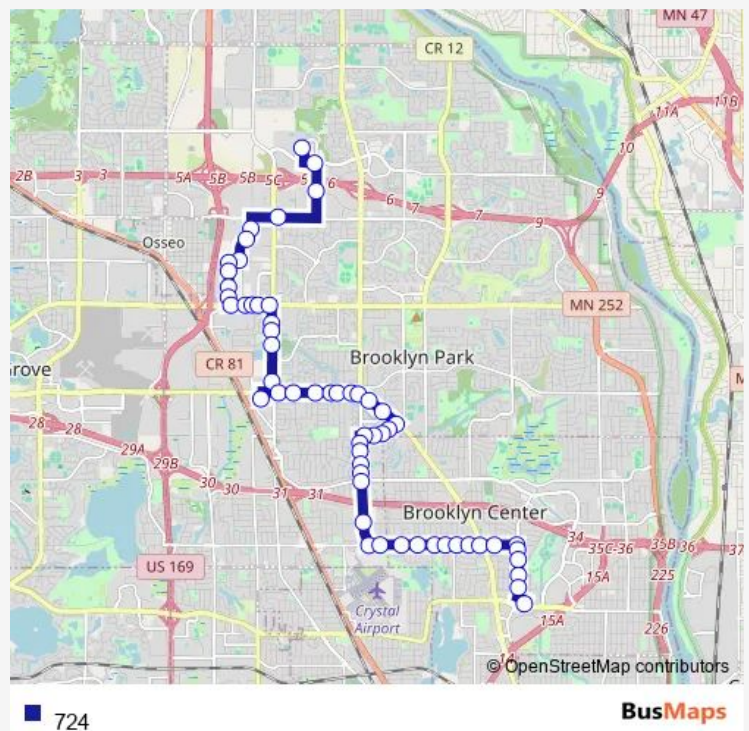 MN 47
CR 12
11B
11A
10
2B 3 3 5A 5B 5B 5C 5 6
6 7 7 9 9
Osseo
MN 252
CR 81
Brooklyn Park
rove
28 28
29A
29B
30 30 31 31
Brooklyn Center
34
35C-36 35B 36 37
US 169
15A
225
Crystal
Airport
15A
226
© OpenStreetMap contributors
724
BusMaps